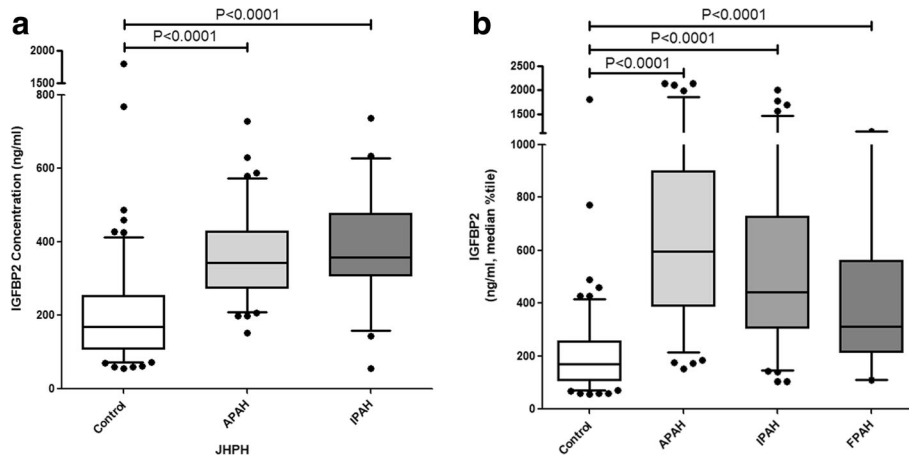 a
P<0.0001
P<0.0001
2000
1500
800
600
400
200
0
IGFBP2 Concentration (ng/ml)
Control
APAH
IPAH
JHPH
b
P<0.0001
P<0.0001
P<0.0001
2500
2000
1500
1000
1000
800
600
400
200
0
IGFBP2
(ng/ml, median %tile)
Control
APAH
IPAH
FPAH